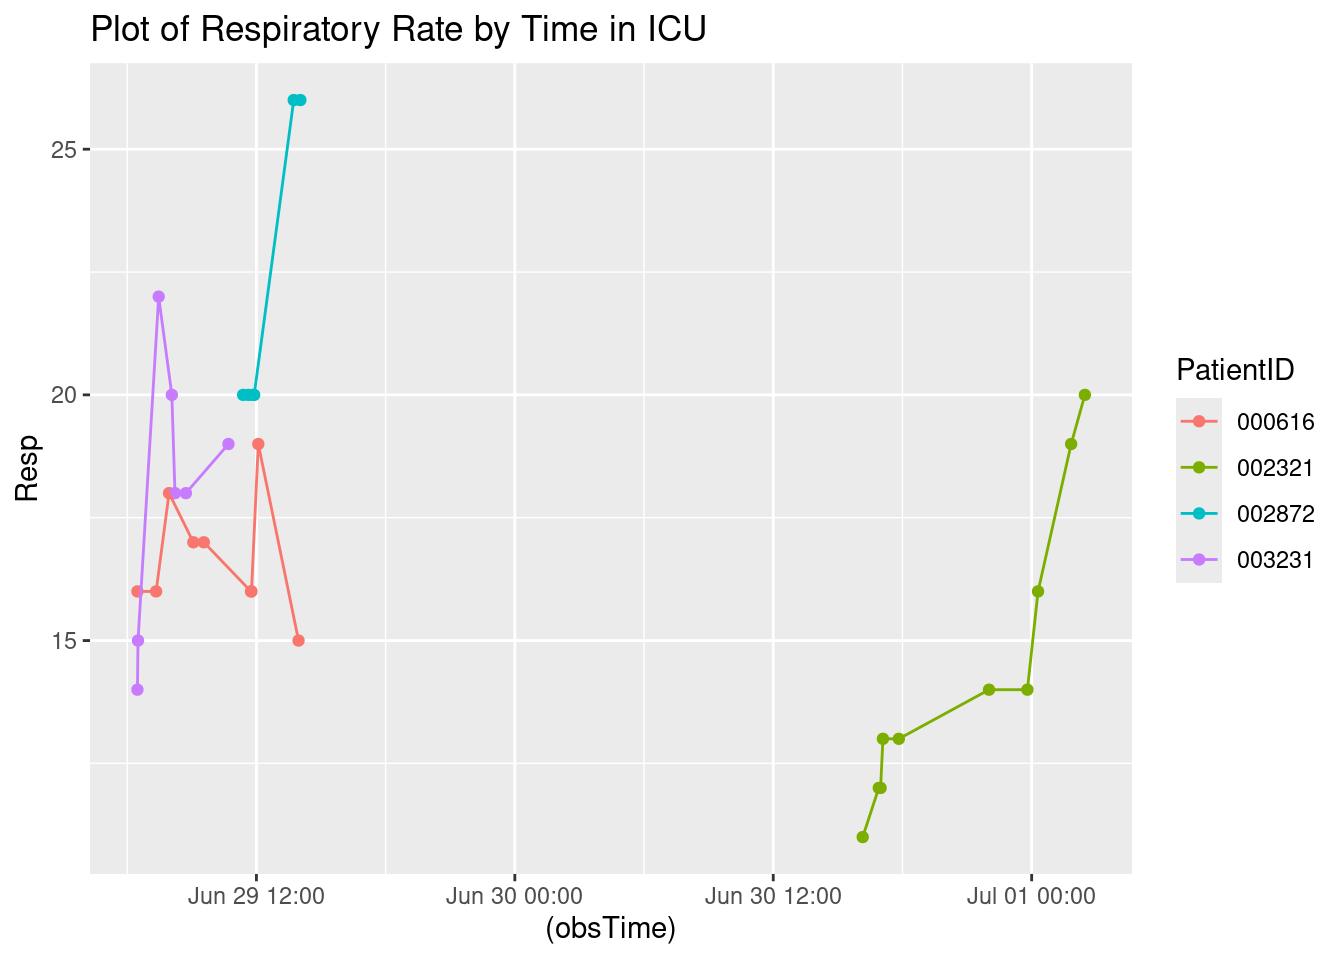 Plot of Respiratory Rate by Time in ICU
25
20
15
Resp
Jun 29 12:00
Jun 30 00:00
Jun 30 12:00
Jul 01 00:00
(obsTime)
PatientID
000616
002321
002872
003231